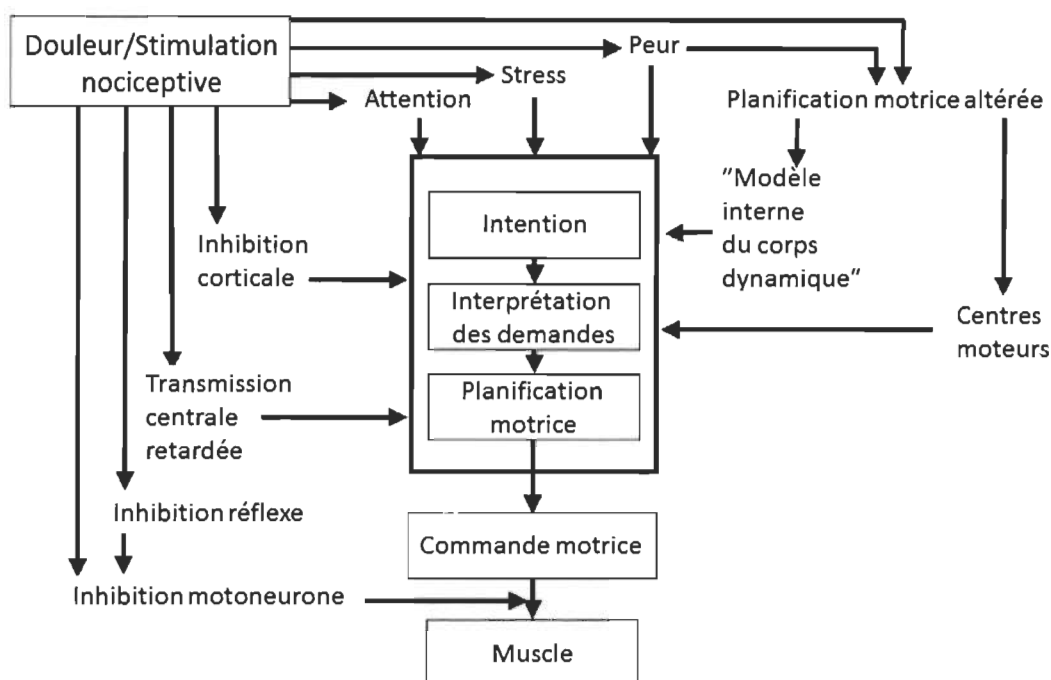 Douleur/Stimulation
nociceptive
Peur
Stress
Attention
Planification motrice altérée
"Modèle
interne
du corps
dynamique"
Intention
Inhibition
corticale
Interprétation
des demandes
Centres
moteurs
Transmission
centrale
retardée
Planification
motrice
Inhibition réflexe
Commande motrice
Inhibition motoneurone
Muscle